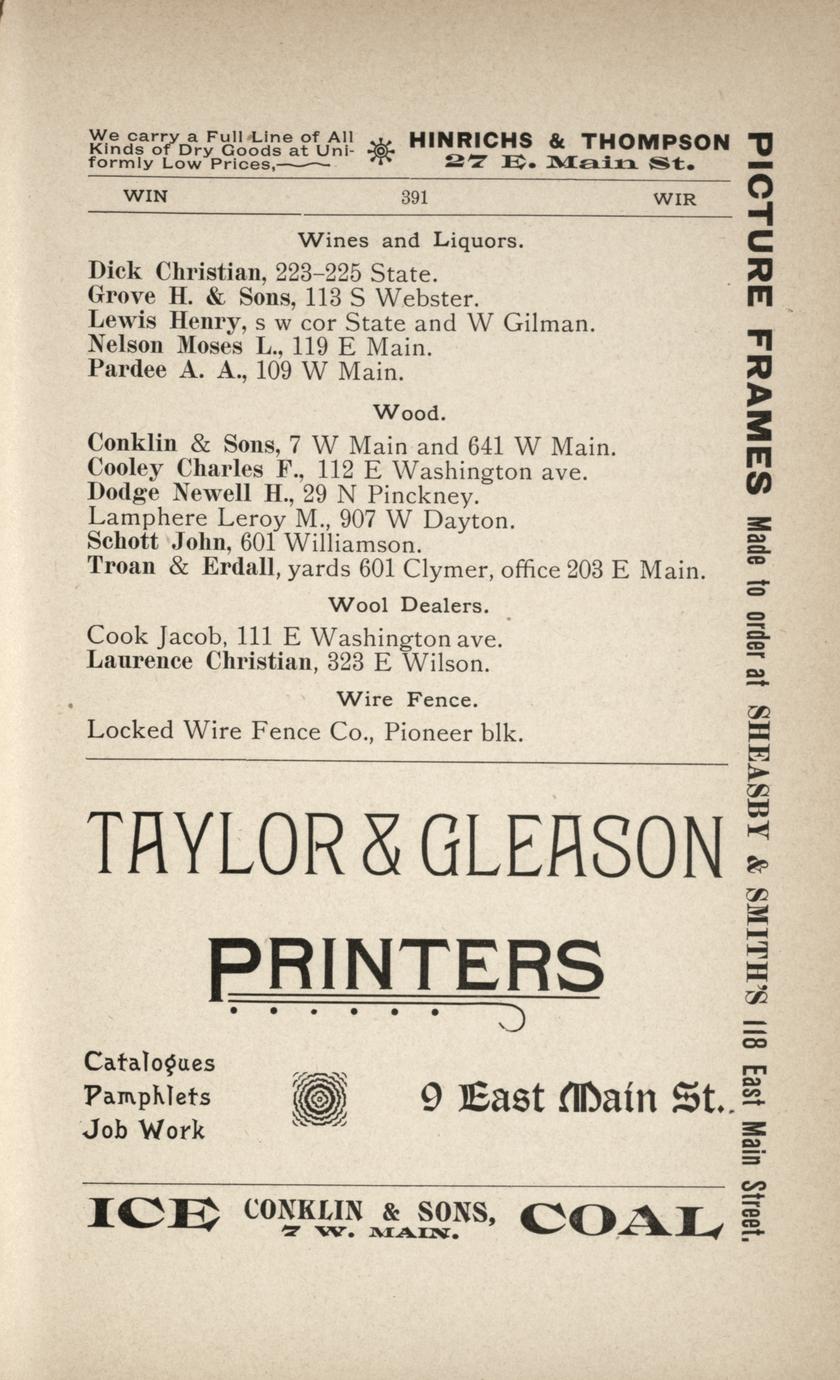 We carry a Full Line of All
Kinds of Dry Goods at Uni-
formly Low Prices,
HINRICHS & THOMPSON
27 E. Main St.
WIN 391 WIR
Wines and Liquors.
Dick Christian, 223–225 State.
Grove H. & Sons, 113 S Webster.
Lewis Henry, s w cor State and W Gilman.
Nelson Moses L., 119 E Main.
Pardee A. A., 109 W Main.
Wood.
Conklin & Sons, 7 W Main and 641 W Main.
Cooley Charles F., 112 E Washington ave.
Dodge Newell H., 29 N Pinckney.
Lamphere Leroy M., 907 W Dayton.
Schott John, 601 Williamson.
Troan & Erdall, yards 601 Clymer, office 203 E Main.
Wool Dealers.
Cook Jacob, 111 E Washington ave.
Laurence Christian, 323 E Wilson.
Wire Fence.
Locked Wire Fence Co., Pioneer blk.
TAYLOR & GLEASON
PRINTERS
Catalogues
Pamphlets
Job Work
9 East Main St..
ICE CONKLIN & SONS, COAL
7 W. MAIN.
PICTURE FRAMES Made to order at SHEASBY & SMITH'S 118 East Main Street.